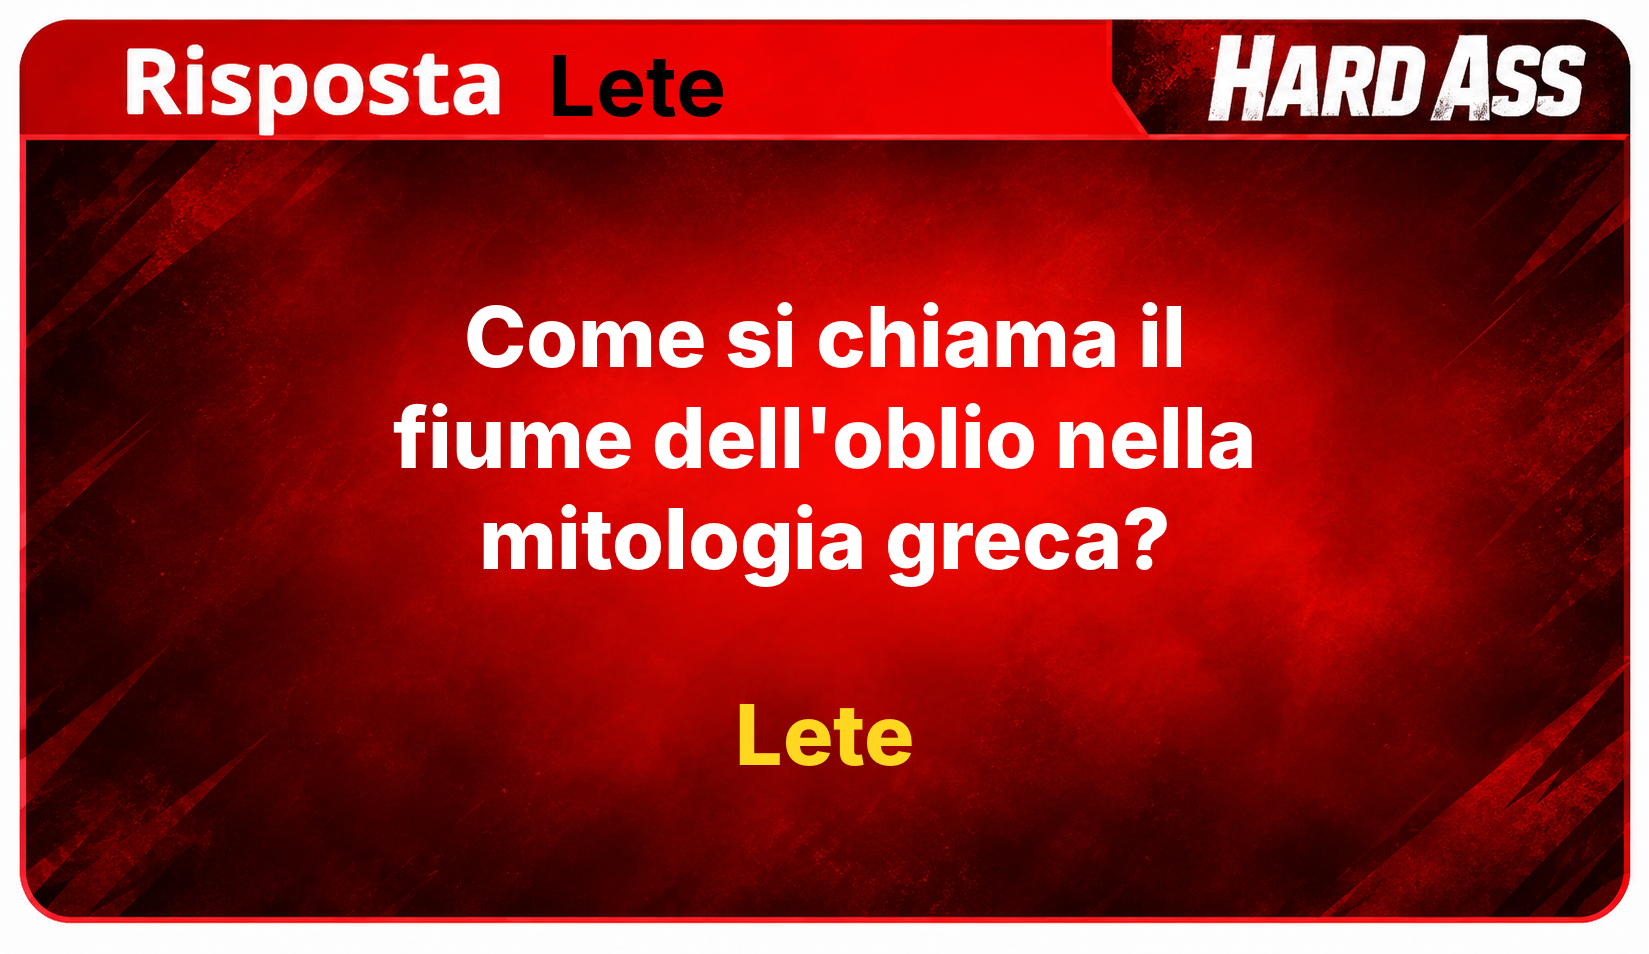 Risposta Lete
HARD ASS
Come si chiama il
fiume dell'oblio nella
mitologia greca?
Lete